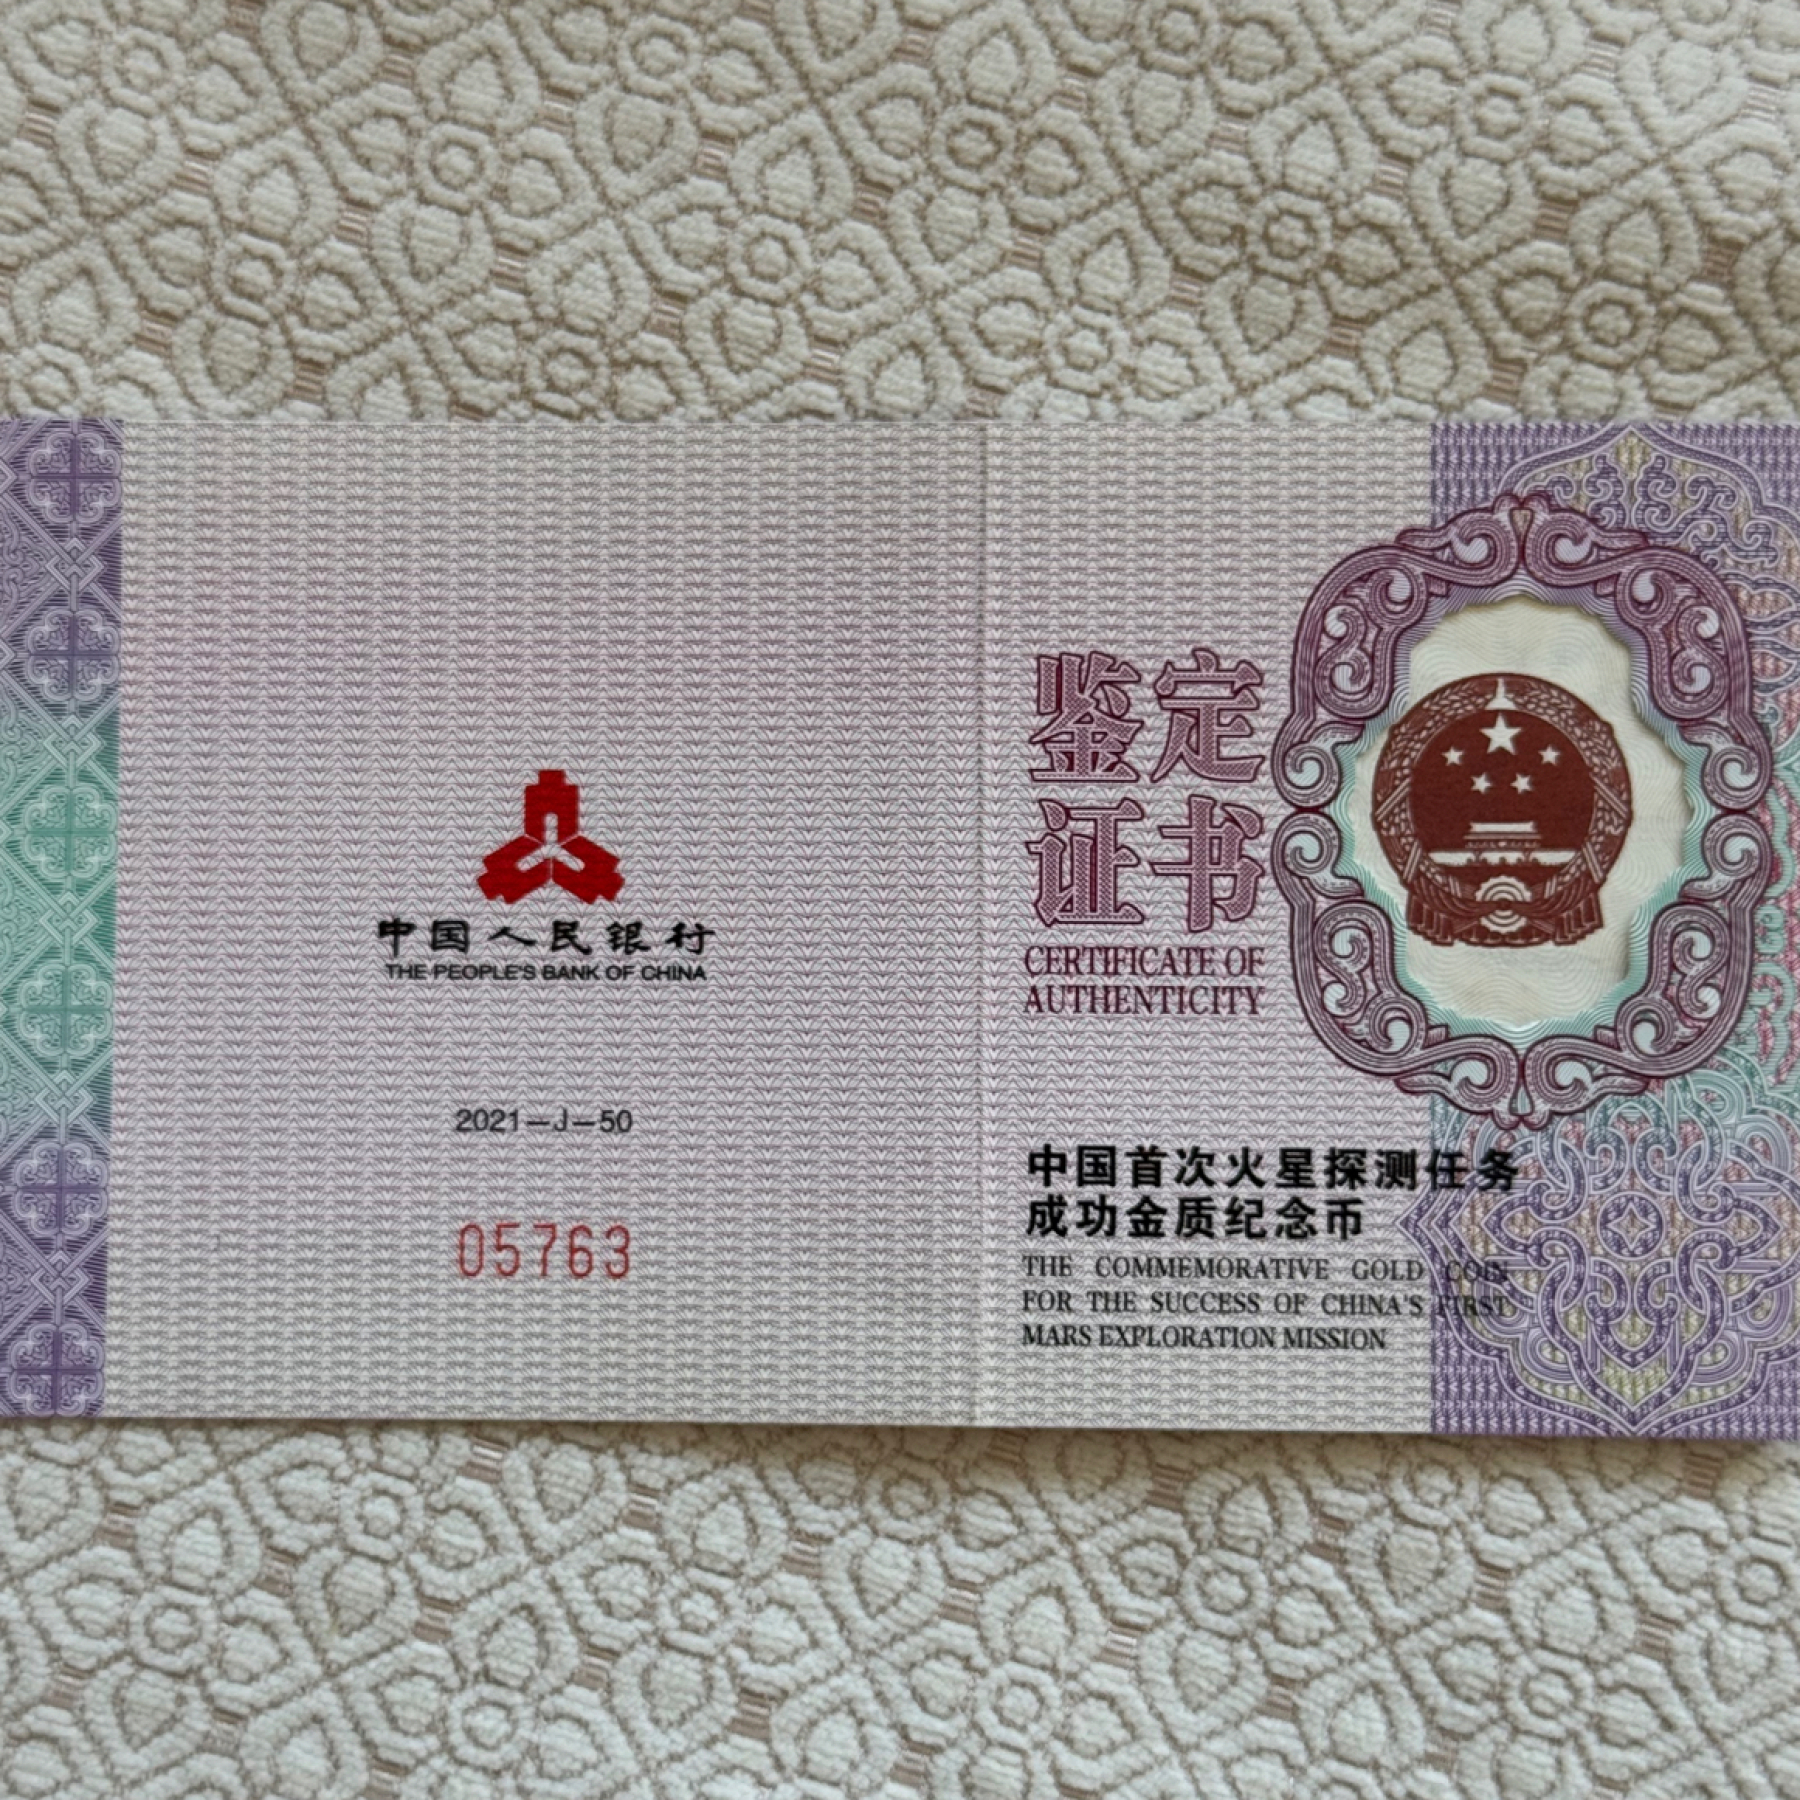 中国人民银行
THE PEOPLE'S BANK OF CHINA
2021-J-50
05763
鉴定
证书
CERTIFICATE OF
AUTHENTICITY
中国首次火星探测任务
成功金质纪念币
THE COMMEMORATIVE GOLD COIN
FOR THE SUCCESS OF CHINA'S FIRST
MARS EXPLORATION MISSION